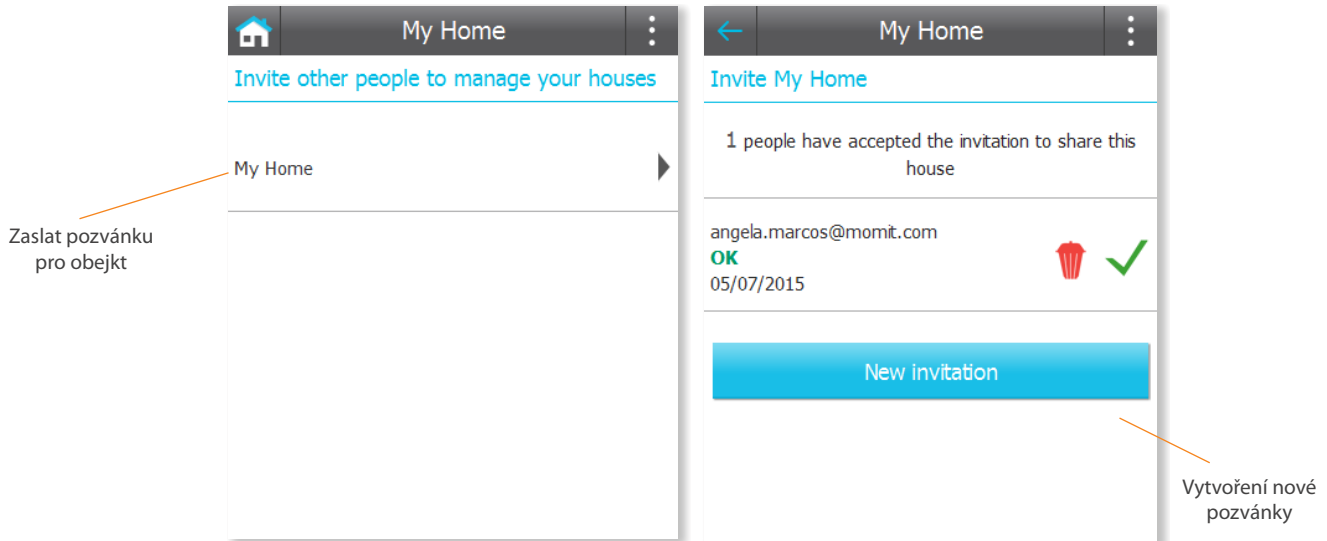 My Home
Invite other people to manage your houses
My Home
Zaslat pozvánku
pro obejkt
My Home
Invite My Home
1 people have accepted the invitation to share this
house
angela.marcos@momit.com
OK
05/07/2015
New invitation
Vytvoření nové
pozvánky